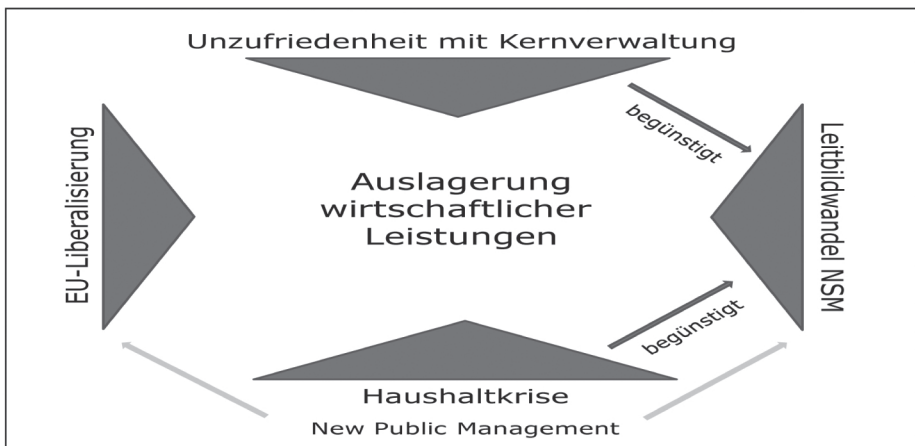 Unzufriedenheit mit Kernverwaltung
begünstigt
EU-Liberalisierung
Auslagerung
wirtschaftlicher
Leistungen
Leitbildwandel NSM
begünstigt
Haushaltkrise
New Public Management